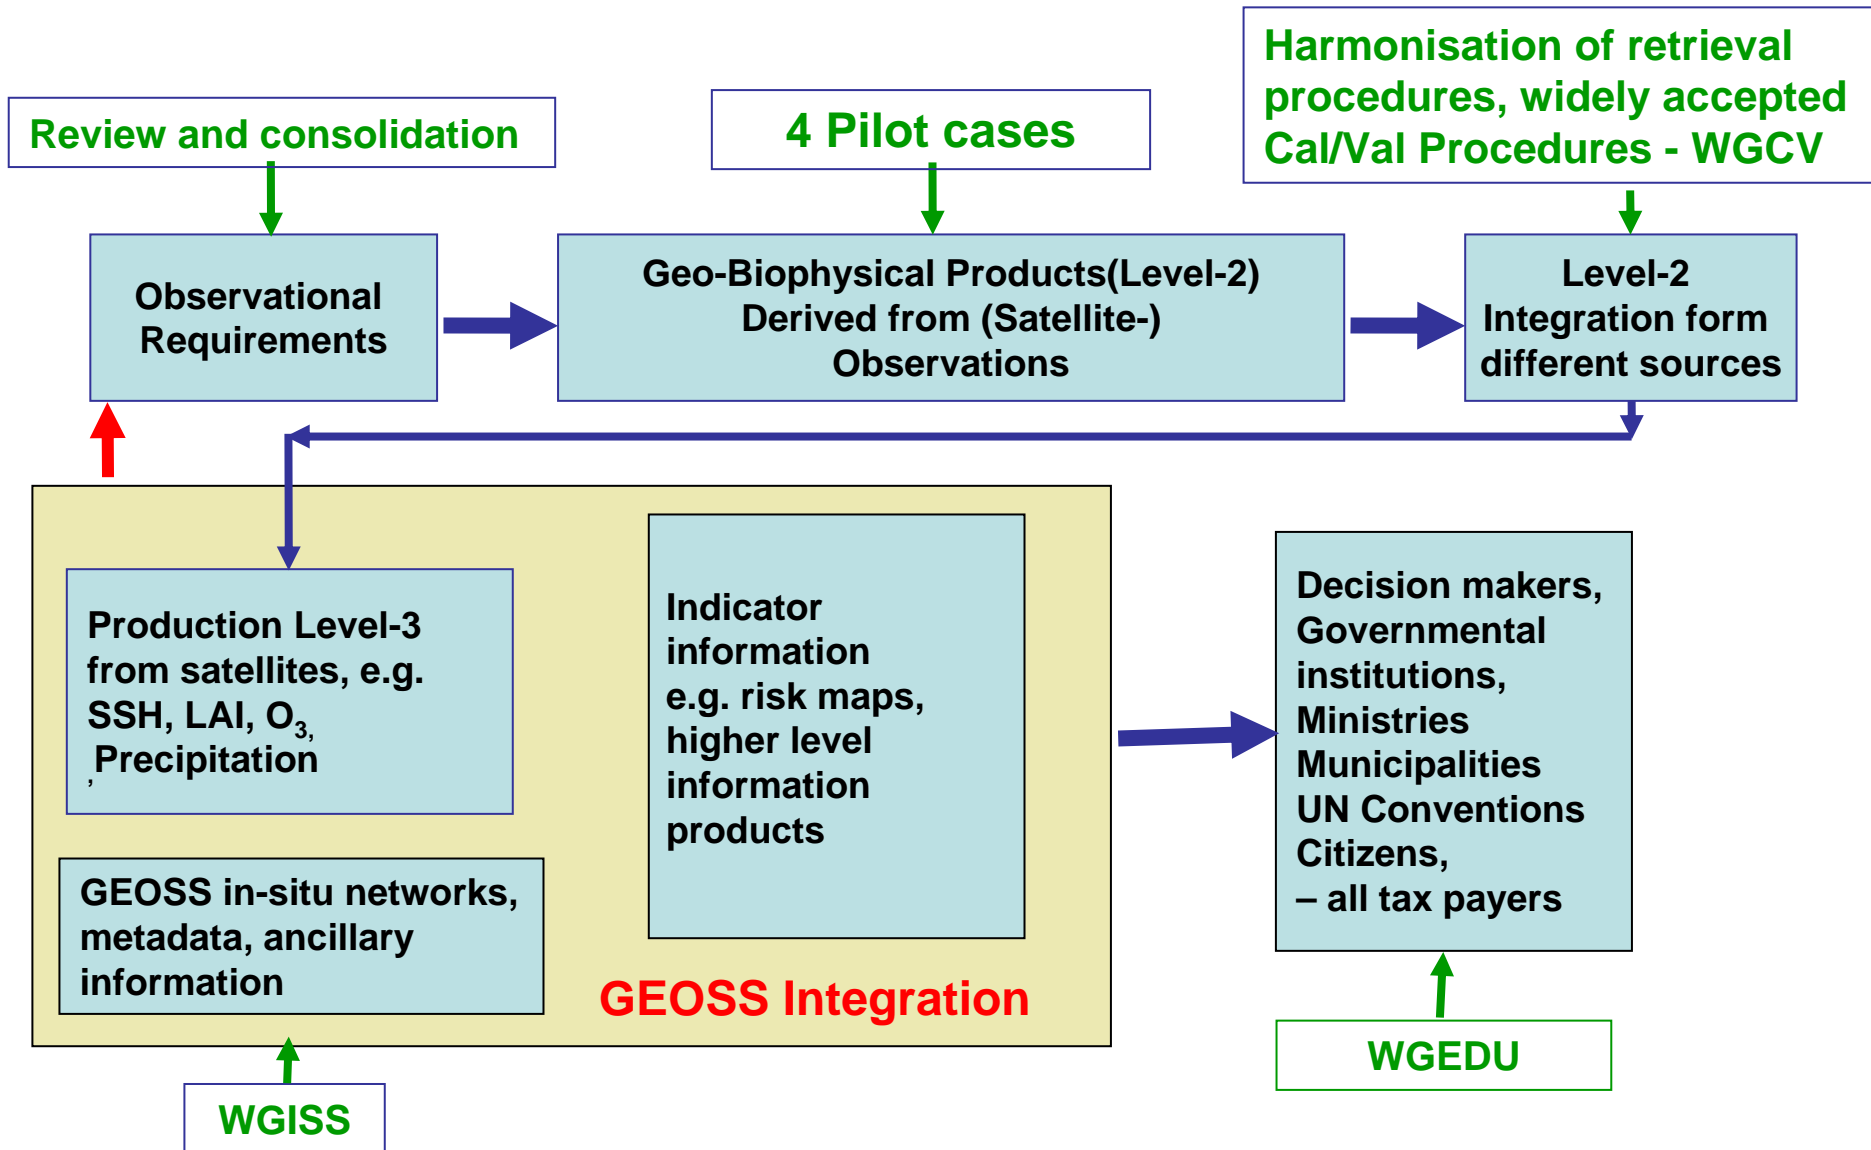 Review and consolidation
4 Pilot cases
Harmonisation of retrieval
procedures, widely accepted
Cal/Val Procedures - WGCV
Observational
Requirements
Geo-Biophysical Products(Level-2)
Derived from (Satellite-)
Observations
Level-2
Integration form
different sources
Production Level-3
from satellites, e.g.
SSH, LAI, O₃,
,Precipitation
GEOSS in-situ networks,
metadata, ancillary
information
Indicator
information
e.g. risk maps,
higher level
information
products
GEOSS Integration
Decision makers,
Governmental
institutions,
Ministries
Municipalities
UN Conventions
Citizens,
– all tax payers
WGISS
WGEDU